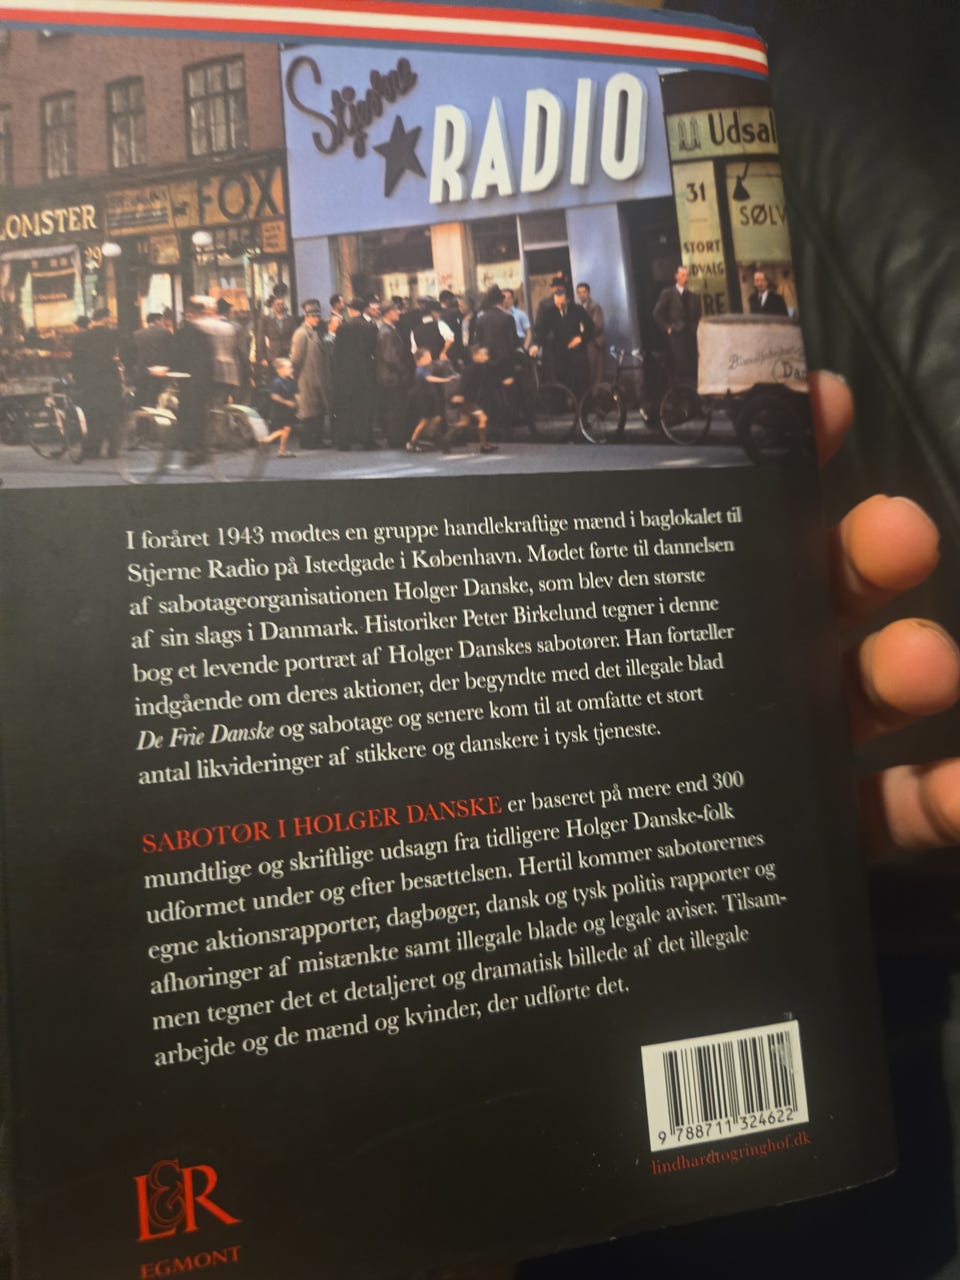 Stjerne
RADIO
Udsal
LOMSTER
FOX
31
SØLV
STORT
UDVALG
Dan
I foråret 1943 mødtes en gruppe handlekraftige mænd i baglokalet til
Stjerne Radio på Istedgade i København. Mødet førte til dannelsen
af sabotageorganisationen Holger Danske, som blev den største
af sin slags i Danmark. Historiker Peter Birkelund tegner i denne
bog et levende portræt af Holger Danskes sabotører. Han fortæller
indgående om deres aktioner, der begyndte med det illegale blad
De Frie Danske og sabotage og senere kom til at omfatte et stort
antal likvideringer af stikkere og danskere i tysk tjeneste.
SABOTØR I HOLGER DANSKE er baseret på mere end 300
mundtlige og skriftlige udsagn fra tidligere Holger Danske-folk
udformet under og efter besættelsen. Hertil kommer sabotørernes
egne aktionsrapporter, dagbøger, dansk og tysk politis rapporter og
afhøringer af mistænkte samt illegale blade og legale aviser. Tilsam-
men tegner det et detaljeret og dramatisk billede af det illegale
arbejde og de mænd og kvinder, der udførte det.
9 788711 324622
lindhardtogringhof.dk
L&R
EGMONT